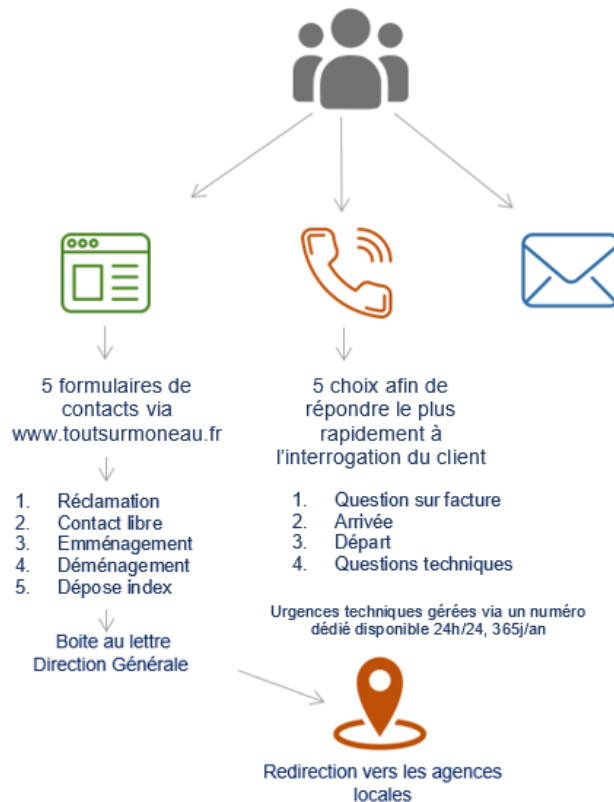 5 formulaires de
contacts via
www.toutsurmoneau.fr
1. Réclamation
2. Contact libre
3. Emménagement
4. Déménagement
5. Dépose index
Boite au lettre
Direction Générale
5 choix afin de
répondre le plus
rapidement à
l'interrogation du client
1. Question sur facture
2. Arrivée
3. Départ
4. Questions techniques
Urgences techniques gérées via un numéro
dédié disponible 24h/24, 365j/an
Redirection vers les agences
locales